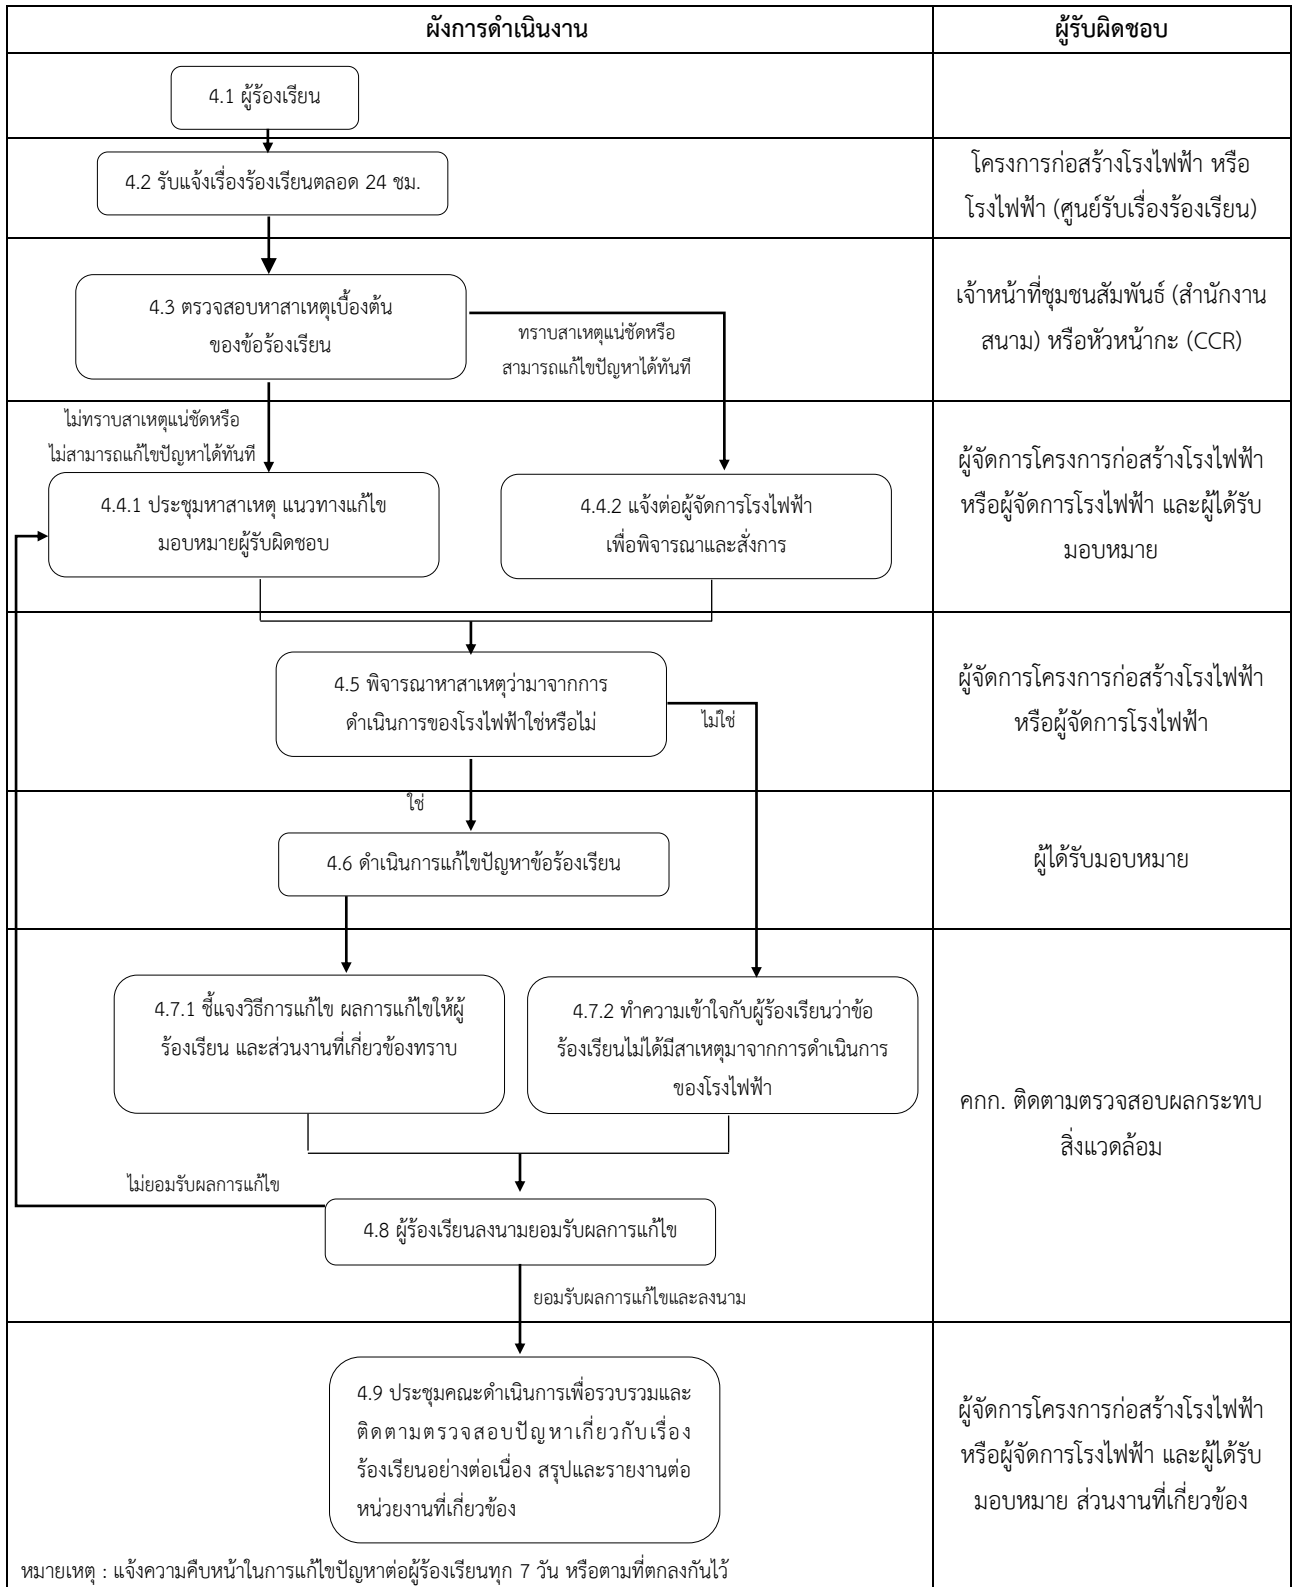 ผังการดำเนินงาน
ผู้รับผิดชอบ
4.1 ผู้ร้องเรียน
4.2 รับแจ้งเรื่องร้องเรียนตลอด 24 ชม.
โครงการก่อสร้างโรงไฟฟ้า หรือ
โรงไฟฟ้า (ศูนย์รับเรื่องร้องเรียน)
4.3 ตรวจสอบหาสาเหตุเบื้องต้น
ของข้อร้องเรียน
ทราบสาเหตุแน่ชัดหรือ
สามารถแก้ไขปัญหาได้ทันที
เจ้าหน้าที่ชุมชนสัมพันธ์ (สำนักงาน
สนาม) หรือหัวหน้ากะ (CCR)
ไม่ทราบสาเหตุแน่ชัดหรือ
ไม่สามารถแก้ไขปัญหาได้ทันที
4.4.1 ประชุมหาสาเหตุ แนวทางแก้ไข
มอบหมายผู้รับผิดชอบ
4.4.2 แจ้งต่อผู้จัดการโรงไฟฟ้า
เพื่อพิจารณาและสั่งการ
ผู้จัดการโครงการก่อสร้างโรงไฟฟ้า
หรือผู้จัดการโรงไฟฟ้า และผู้ได้รับ
มอบหมาย
4.5 พิจารณาหาสาเหตุว่ามาจากการ
ดำเนินการของโรงไฟฟ้าใช่หรือไม่
ไม่ใช่
ผู้จัดการโครงการก่อสร้างโรงไฟฟ้า
หรือผู้จัดการโรงไฟฟ้า
ใช่
4.6 ดำเนินการแก้ไขปัญหาข้อร้องเรียน
ผู้ได้รับมอบหมาย
4.7.1 ชี้แจงวิธีการแก้ไข ผลการแก้ไขให้ผู้
ร้องเรียน และส่วนงานที่เกี่ยวข้องทราบ
4.7.2 ทำความเข้าใจกับผู้ร้องเรียนว่าข้อ
ร้องเรียนไม่ได้มีสาเหตุมาจากการดำเนินการ
ของโรงไฟฟ้า
คกก. ติดตามตรวจสอบผลกระทบ
สิ่งแวดล้อม
ไม่ยอมรับผลการแก้ไข
4.8 ผู้ร้องเรียนลงนามยอมรับผลการแก้ไข
ยอมรับผลการแก้ไขและลงนาม
4.9 ประชุมคณะดำเนินการเพื่อรวบรวมและ
ติดตามตรวจสอบปัญหาเกี่ยวกับเรื่อง
ร้องเรียนอย่างต่อเนื่อง สรุปและรายงานต่อ
หน่วยงานที่เกี่ยวข้อง
ผู้จัดการโครงการก่อสร้างโรงไฟฟ้า
หรือผู้จัดการโรงไฟฟ้า และผู้ได้รับ
มอบหมาย ส่วนงานที่เกี่ยวข้อง
หมายเหตุ : แจ้งความคืบหน้าในการแก้ไขปัญหาต่อผู้ร้องเรียนทุก 7 วัน หรือตามที่ตกลงกันไว้